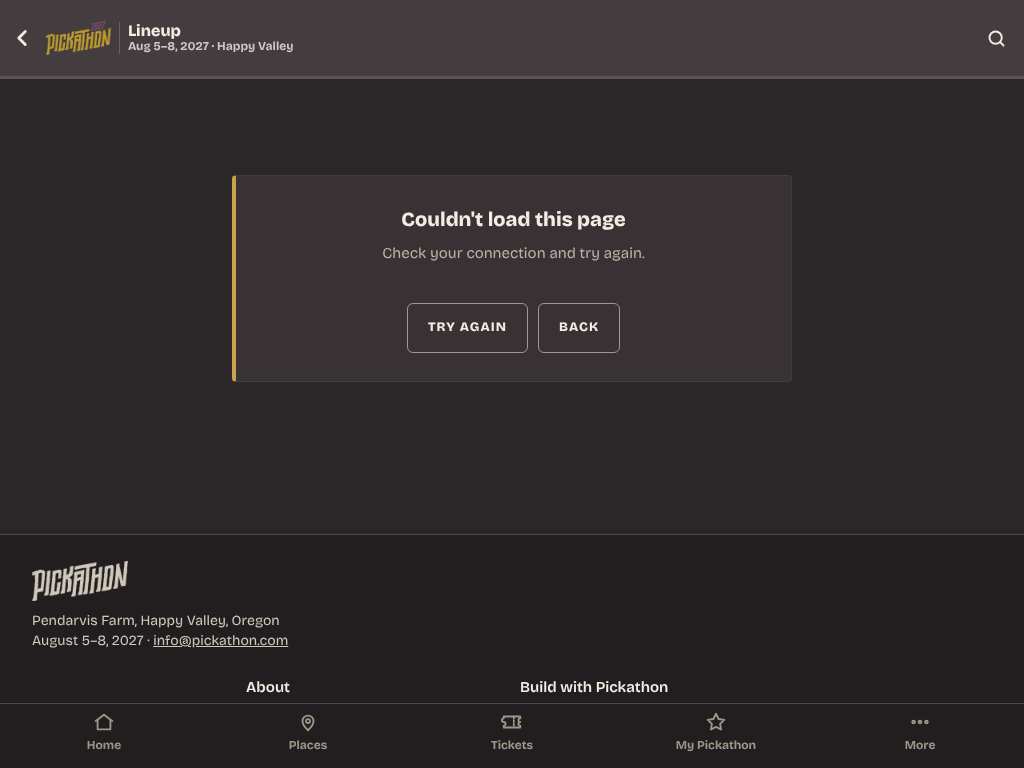 PICKATHON
Lineup
Aug 5–8, 2027 · Happy Valley
Couldn't load this page
Check your connection and try again.
TRY AGAIN
BACK
PICKATHON
Pendarvis Farm, Happy Valley, Oregon
August 5–8, 2027 · info@pickathon.com
About
Build with Pickathon
Home
Places
Tickets
My Pickathon
More